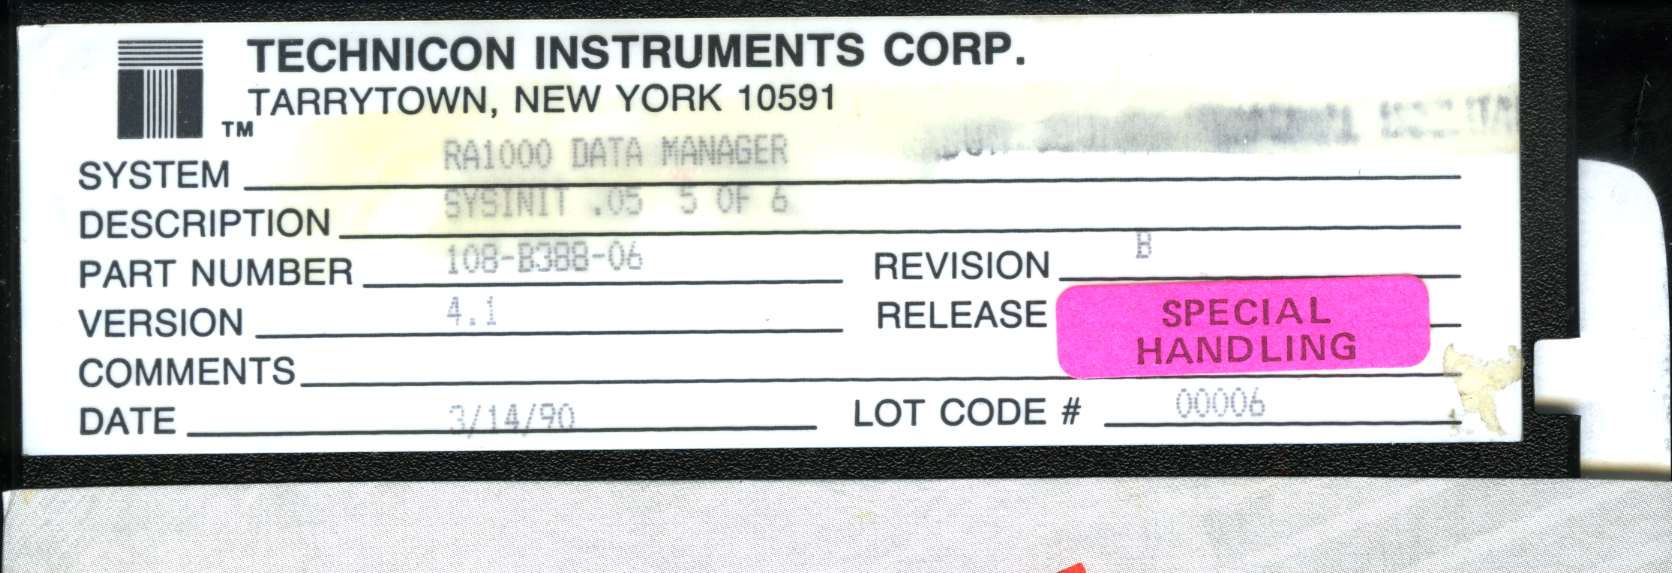 TECHNICON INSTRUMENTS CORP.
TARRYTOWN, NEW YORK 10591
TM
SYSTEM RA1000 DATA MANAGER
DESCRIPTION SYSINIT .05 5 OF 6
PART NUMBER 108-B388-06 REVISION B
VERSION 4.1 RELEASE
SPECIAL
HANDLING
COMMENTS
DATE 3/14/90 LOT CODE # 00006